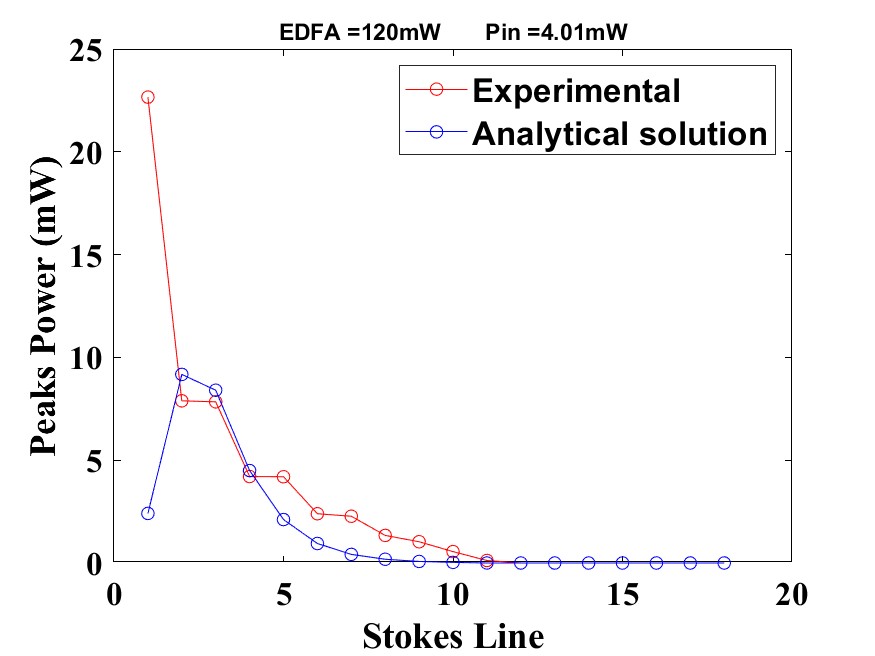 EDFA =120mW Pin =4.01mW
25
20
15
10
5
0
Peaks Power (mW)
Experimental
Analytical solution
0 5 10 15 20
Stokes Line